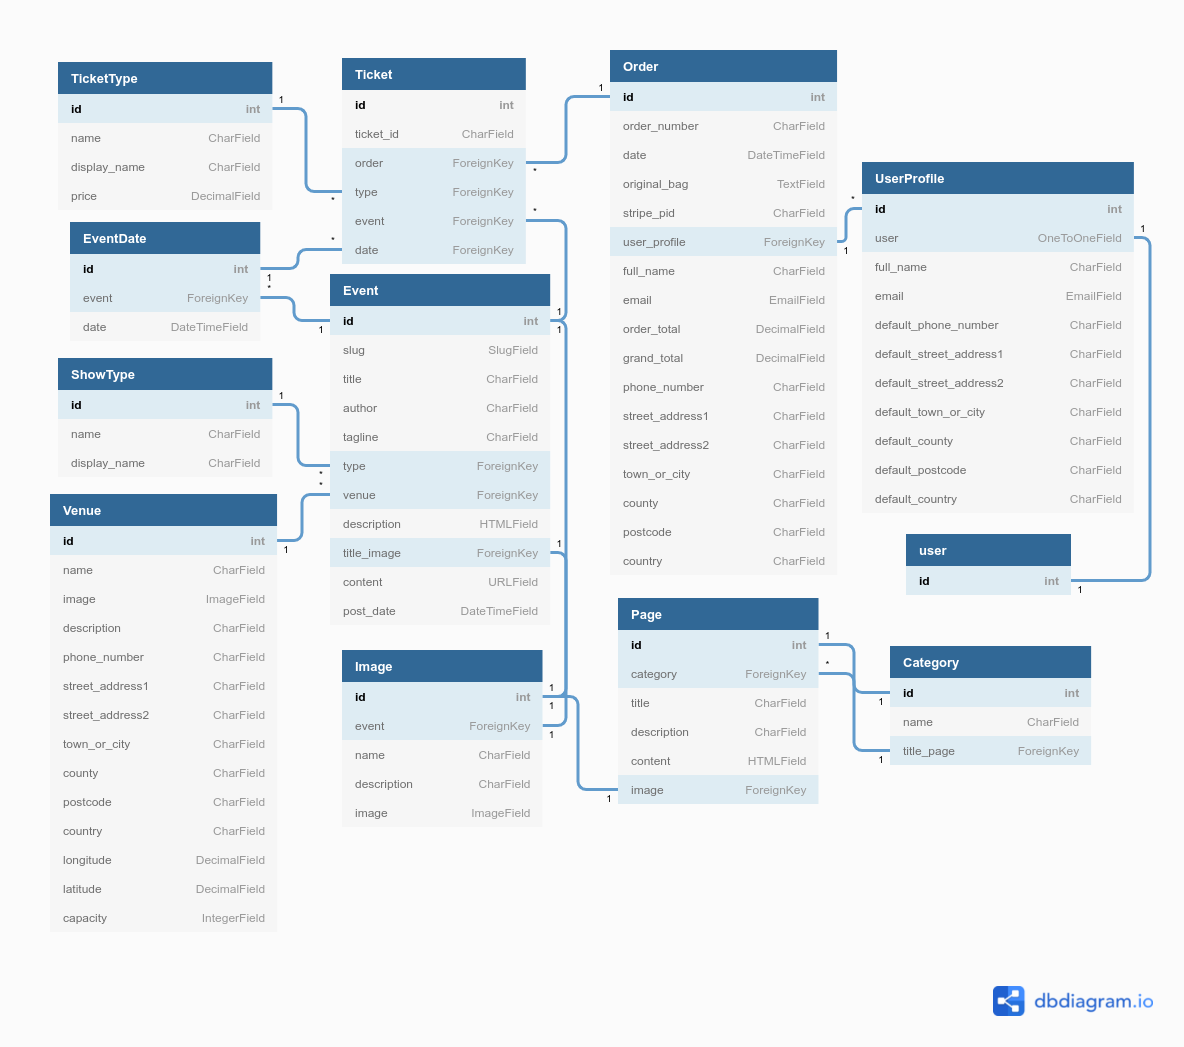 TicketType
id int
name CharField
display_name CharField
price DecimalField
EventDate
id int
event ForeignKey
date DateTimeField
ShowType
id int
name CharField
display_name CharField
Venue
id int
name CharField
image ImageField
description CharField
phone_number CharField
street_address1 CharField
street_address2 CharField
town_or_city CharField
county CharField
postcode CharField
country CharField
longitude DecimalField
latitude DecimalField
capacity IntegerField
Ticket
id int
ticket_id CharField
order ForeignKey
type ForeignKey
event ForeignKey
date ForeignKey
Event
id int
slug SlugField
title CharField
author CharField
tagline CharField
type ForeignKey
venue ForeignKey
description HTMLField
title_image ForeignKey
content URLField
post_date DateTimeField
Image
id int
event ForeignKey
name CharField
description CharField
image ImageField
Order
id int
order_number CharField
date DateTimeField
original_bag TextField
stripe_pid CharField
user_profile ForeignKey
full_name CharField
email EmailField
order_total DecimalField
grand_total DecimalField
phone_number CharField
street_address1 CharField
street_address2 CharField
town_or_city CharField
county CharField
postcode CharField
country CharField
Page
id int
category ForeignKey
title CharField
description CharField
content HTMLField
image ForeignKey
UserProfile
id int
user OneToOneField
full_name CharField
email EmailField
default_phone_number CharField
default_street_address1 CharField
default_street_address2 CharField
default_town_or_city CharField
default_county CharField
default_postcode CharField
default_country CharField
user
id int
Category
id int
name CharField
title_page ForeignKey
1
*
1
*
*
1
*
1
1
*
*
1
*
1
*
1
1
1
1
1
1
1
*
1
1
1
1
*
1
1
dbdiagram.io